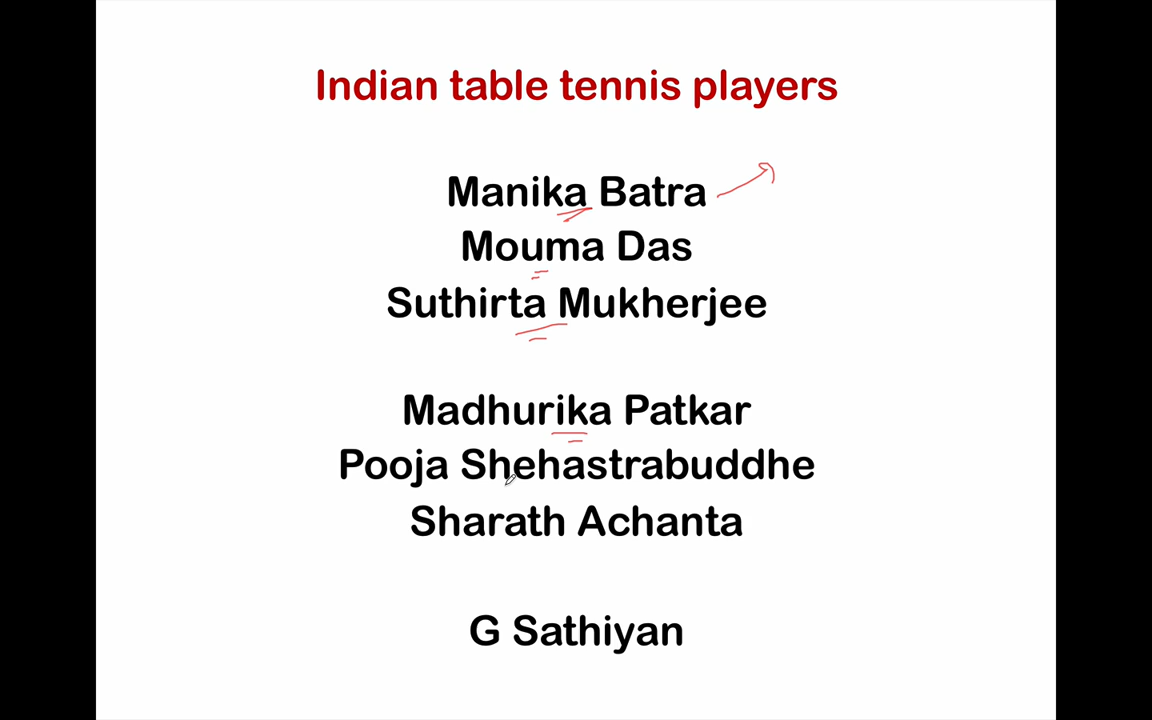 Indian table tennis players
Manika Batra
Mouma Das
Suthirta Mukherjee
Madhurika Patkar
Pooja Shehastrabuddhe
Sharath Achanta
G Sathiyan